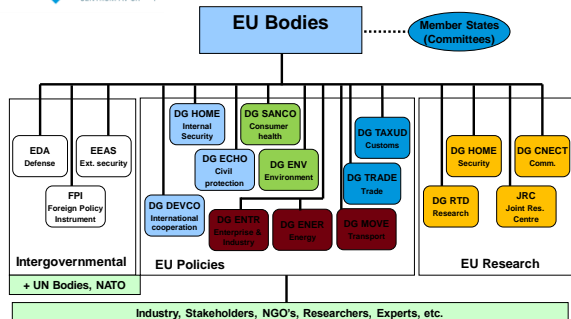 EU Bodies
Member States
(Committees)
EDA
Defense
EEAS
Ext. security
FPI
Foreign Policy
Instrument
Intergovernmental
+ UN Bodies, NATO
DG HOME
Internal
Security
DG SANCO
Consumer
health
DG ECHO
Civil
protection
DG ENV
Environment
DG DEVCO
International
cooperation
DG ENTR
Enterprise &
Industry
DG ENER
Energy
DG TAXUD
Customs
DG TRADE
Trade
DG MOVE
Transport
EU Policies
DG HOME
Security
DG CNECT
Comm.
DG RTD
Research
JRC
Joint Res.
Centre
EU Research
Industry, Stakeholders, NGO's, Researchers, Experts, etc.